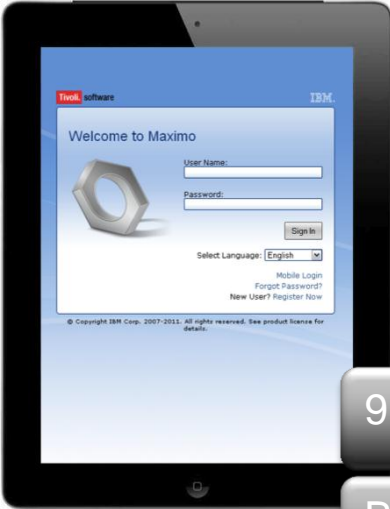 Tivoli. software
IBM.
Welcome to Maximo
User Name:
Password:
Sign In
Select Language: English
Mobile Login
Forgot Password?
New User? Register Now
© Copyright IBM Corp. 2007-2011. All rights reserved. See product license for
details.
9